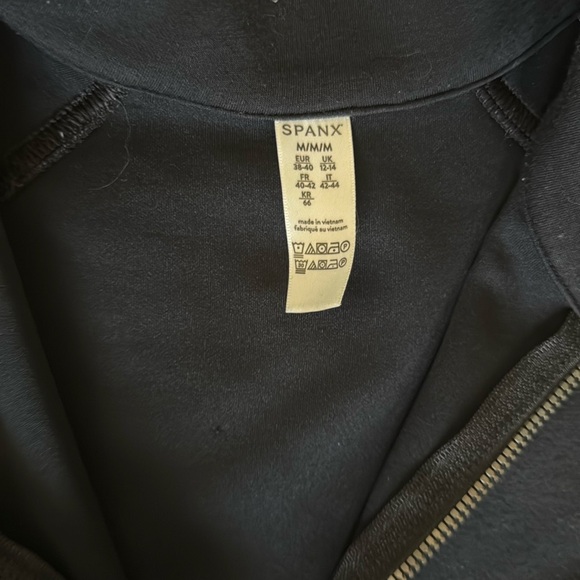 SPANX
M/M/M
EUR UK
38-40 12-14
FR IT
40-42 42-44
KR
66
made in vietnam
fabriqué au vietnam